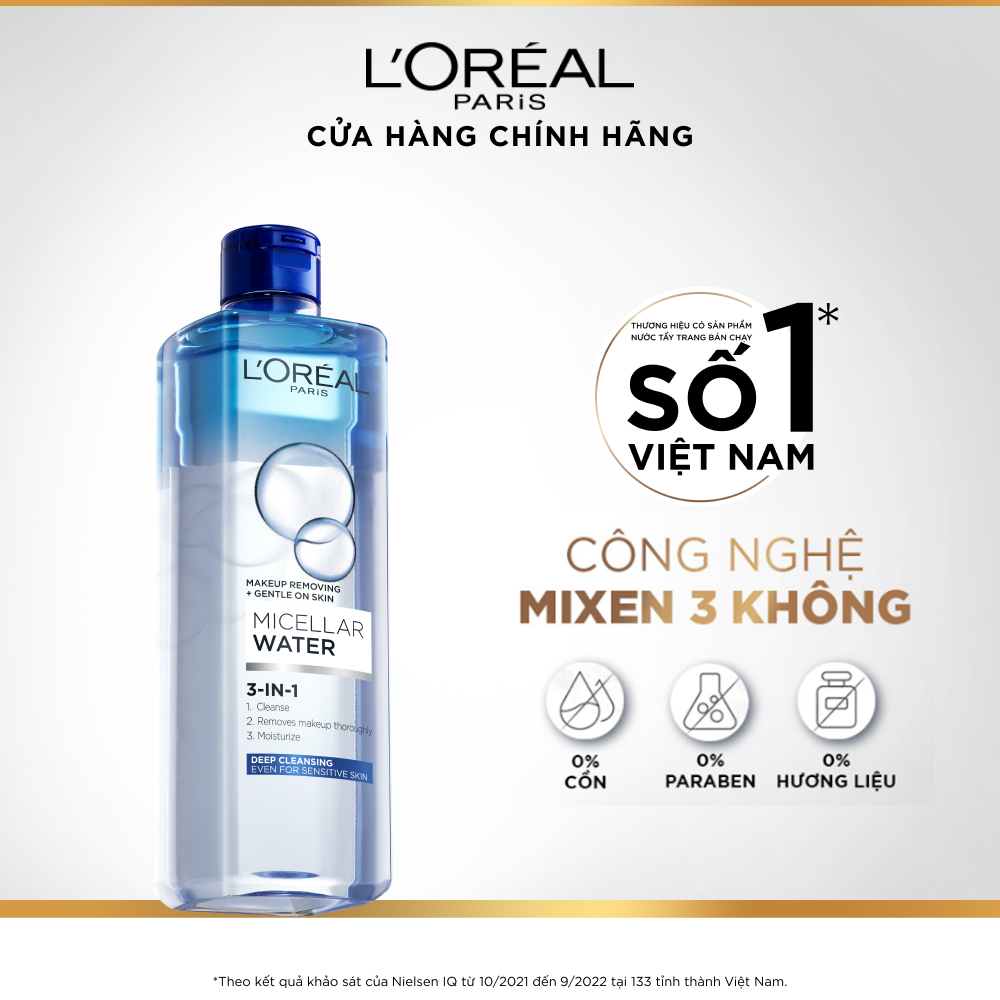 L'ORÉAL
PARiS
CỬA HÀNG CHÍNH HÃNG
L'ORÉAL
PARiS
MAKEUP REMOVING
+ GENTLE ON SKIN
MICELLAR
WATER
3-IN-1
1. Cleanse
2. Removes makeup thoroughly
3. Moisturize
DEEP CLEANSING
EVEN FOR SENSITIVE SKIN
THƯƠNG HIỆU CÓ SẢN PHẨM
NƯỚC TẨY TRANG BÁN CHẠY
SỐ 1*
VIỆT NAM
CÔNG NGHỆ
MIXEN 3 KHÔNG
0% CỒN
0% PARABEN
0% HƯƠNG LIỆU
*Theo kết quả khảo sát của Nielsen IQ từ 10/2021 đến 9/2022 tại 133 tỉnh thành Việt Nam.